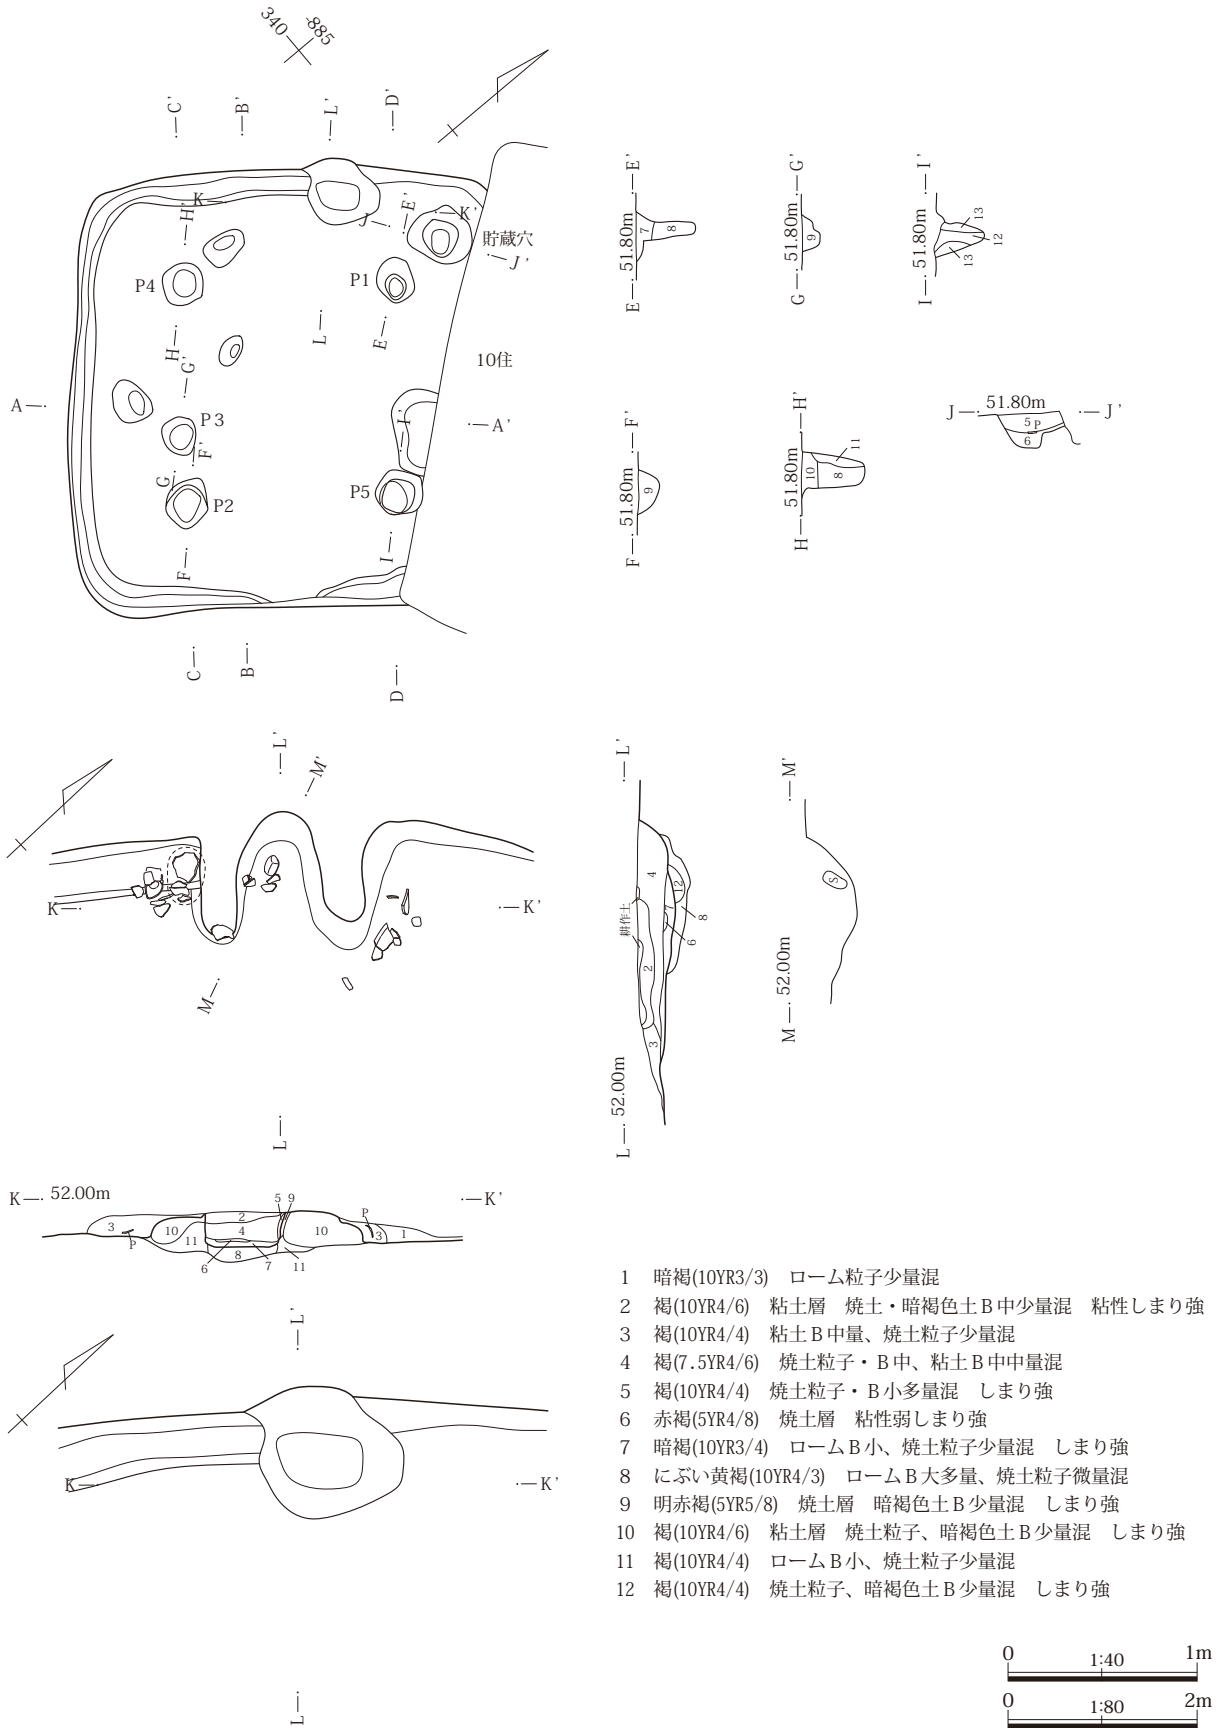 340
-885
C'
B'
L'
D'
K
H'
J
E'
K'
貯蔵穴
J'
P4
P1
H
G'
L
E
10住
A
P3
F'
I'
A'
G
P2
P5
F
I
C
B
D
E'
51.80m
E
7
8
G'
51.80m
G
9
I'
51.80m
I
13
12
13
F'
51.80m
F
9
H'
51.80m
H
10
8
11
J
51.80m
J'
5
P
6
L'
M'
K
K'
M
L
L'
4
12
7
8
6
耕作土
2
3
L 52.00m
M'
S
M 52.00m
K 52.00m
K'
3
P
10
11
2
4
5
9
6
8
7
11
10
P
3
1
L'
K
K'
L
1 暗褐(10YR3/3) ローム粒子少量混
2 褐(10YR4/6) 粘土層 焼土・暗褐色土B中少量混 粘性しまり強
3 褐(10YR4/4) 粘土B中量、焼土粒子少量混
4 褐(7.5YR4/6) 焼土粒子・B中、粘土B中中量混
5 褐(10YR4/4) 焼土粒子・B小多量混 しまり強
6 赤褐(5YR4/8) 焼土層 粘性弱しまり強
7 暗褐(10YR3/4) ロームB小、焼土粒子少量混 しまり強
8 にぶい黄褐(10YR4/3) ロームB大多量、焼土粒子微量混
9 明赤褐(5YR5/8) 焼土層 暗褐色土B少量混 しまり強
10 褐(10YR4/6) 粘土層 焼土粒子、暗褐色土B少量混 しまり強
11 褐(10YR4/4) ロームB小、焼土粒子少量混
12 褐(10YR4/4) 焼土粒子、暗褐色土B少量混 しまり強
0 1:40 1m
0 1:80 2m